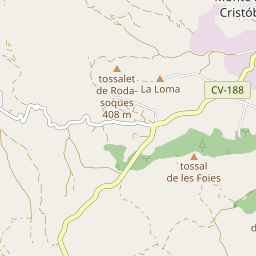 Cristób
tossalet
de Roda-
soques
408 m
La Loma
CV-188
tossal
de les Foies